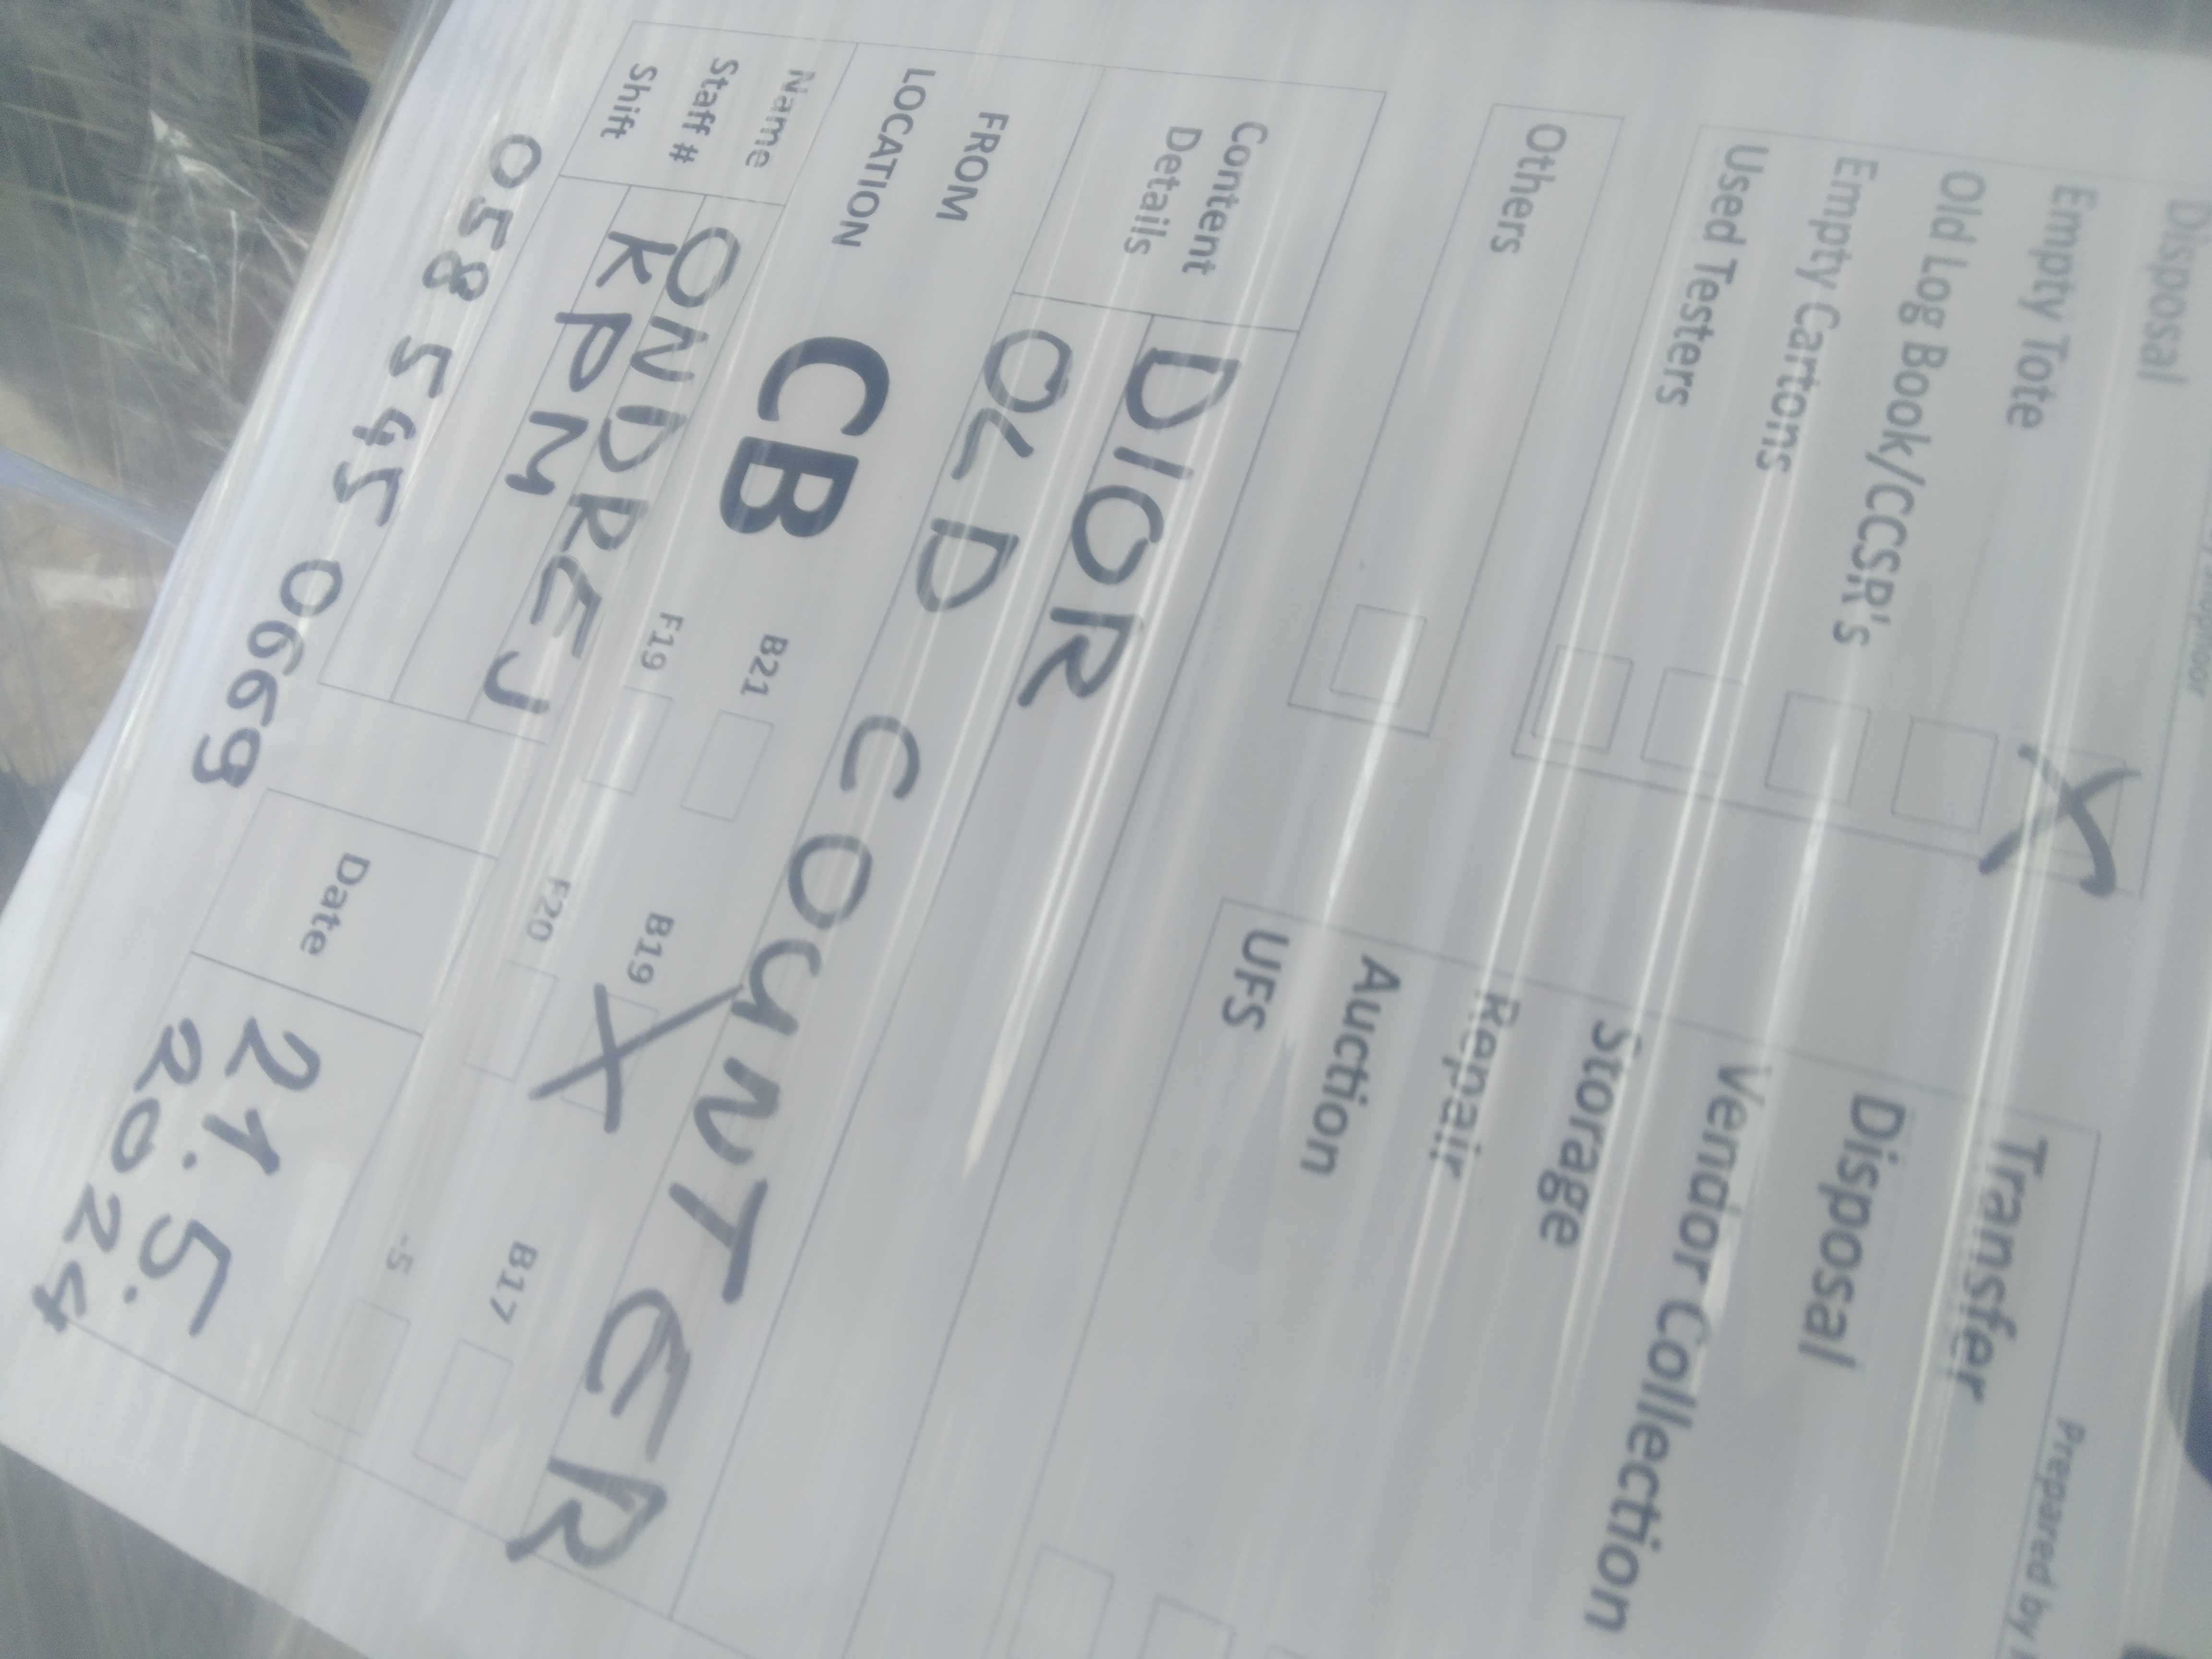 Disposal
Empty Tote X
Old Log Book/CCSR's
Empty Cartons
Used Testers
Others
Prepared by
Transfer
Disposal
Vendor Collection
Storage
Repair
Auction
UFS
Content Details DIOR
OLD COUNTER
FROM LOCATION CB
B21 B19 X B17
F19 F20
Name ONDREJ
Staff # KPM
Shift
058 5545 0669
Date 21.5.
2024